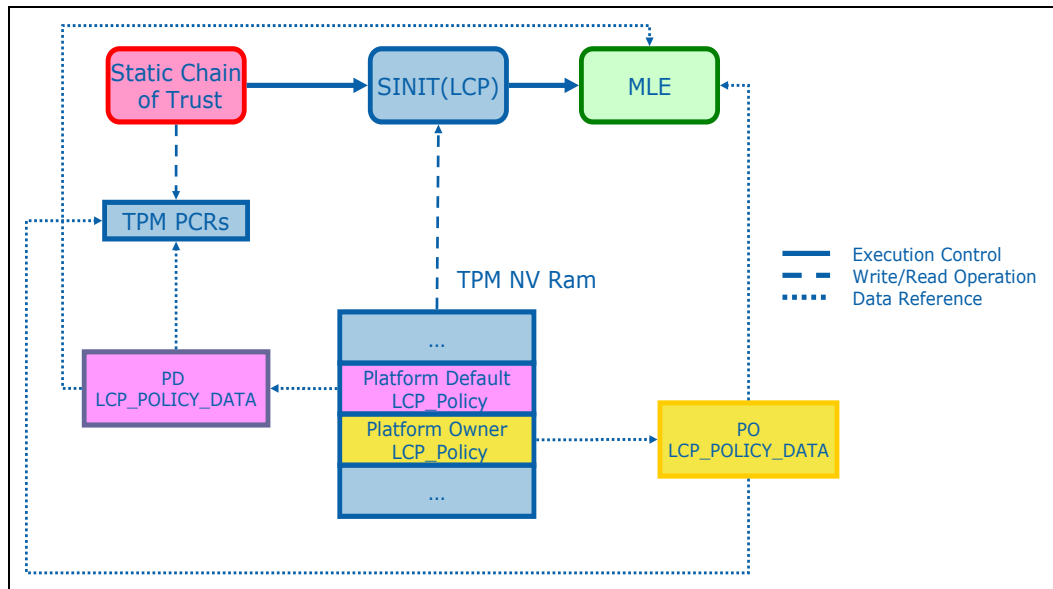 Static Chain
of Trust
SINIT(LCP)
MLE
TPM PCRs
TPM NV Ram
Execution Control
Write/Read Operation
Data Reference
...
Platform Default
LCP_Policy
Platform Owner
LCP_Policy
...
PD
LCP_POLICY_DATA
PO
LCP_POLICY_DATA